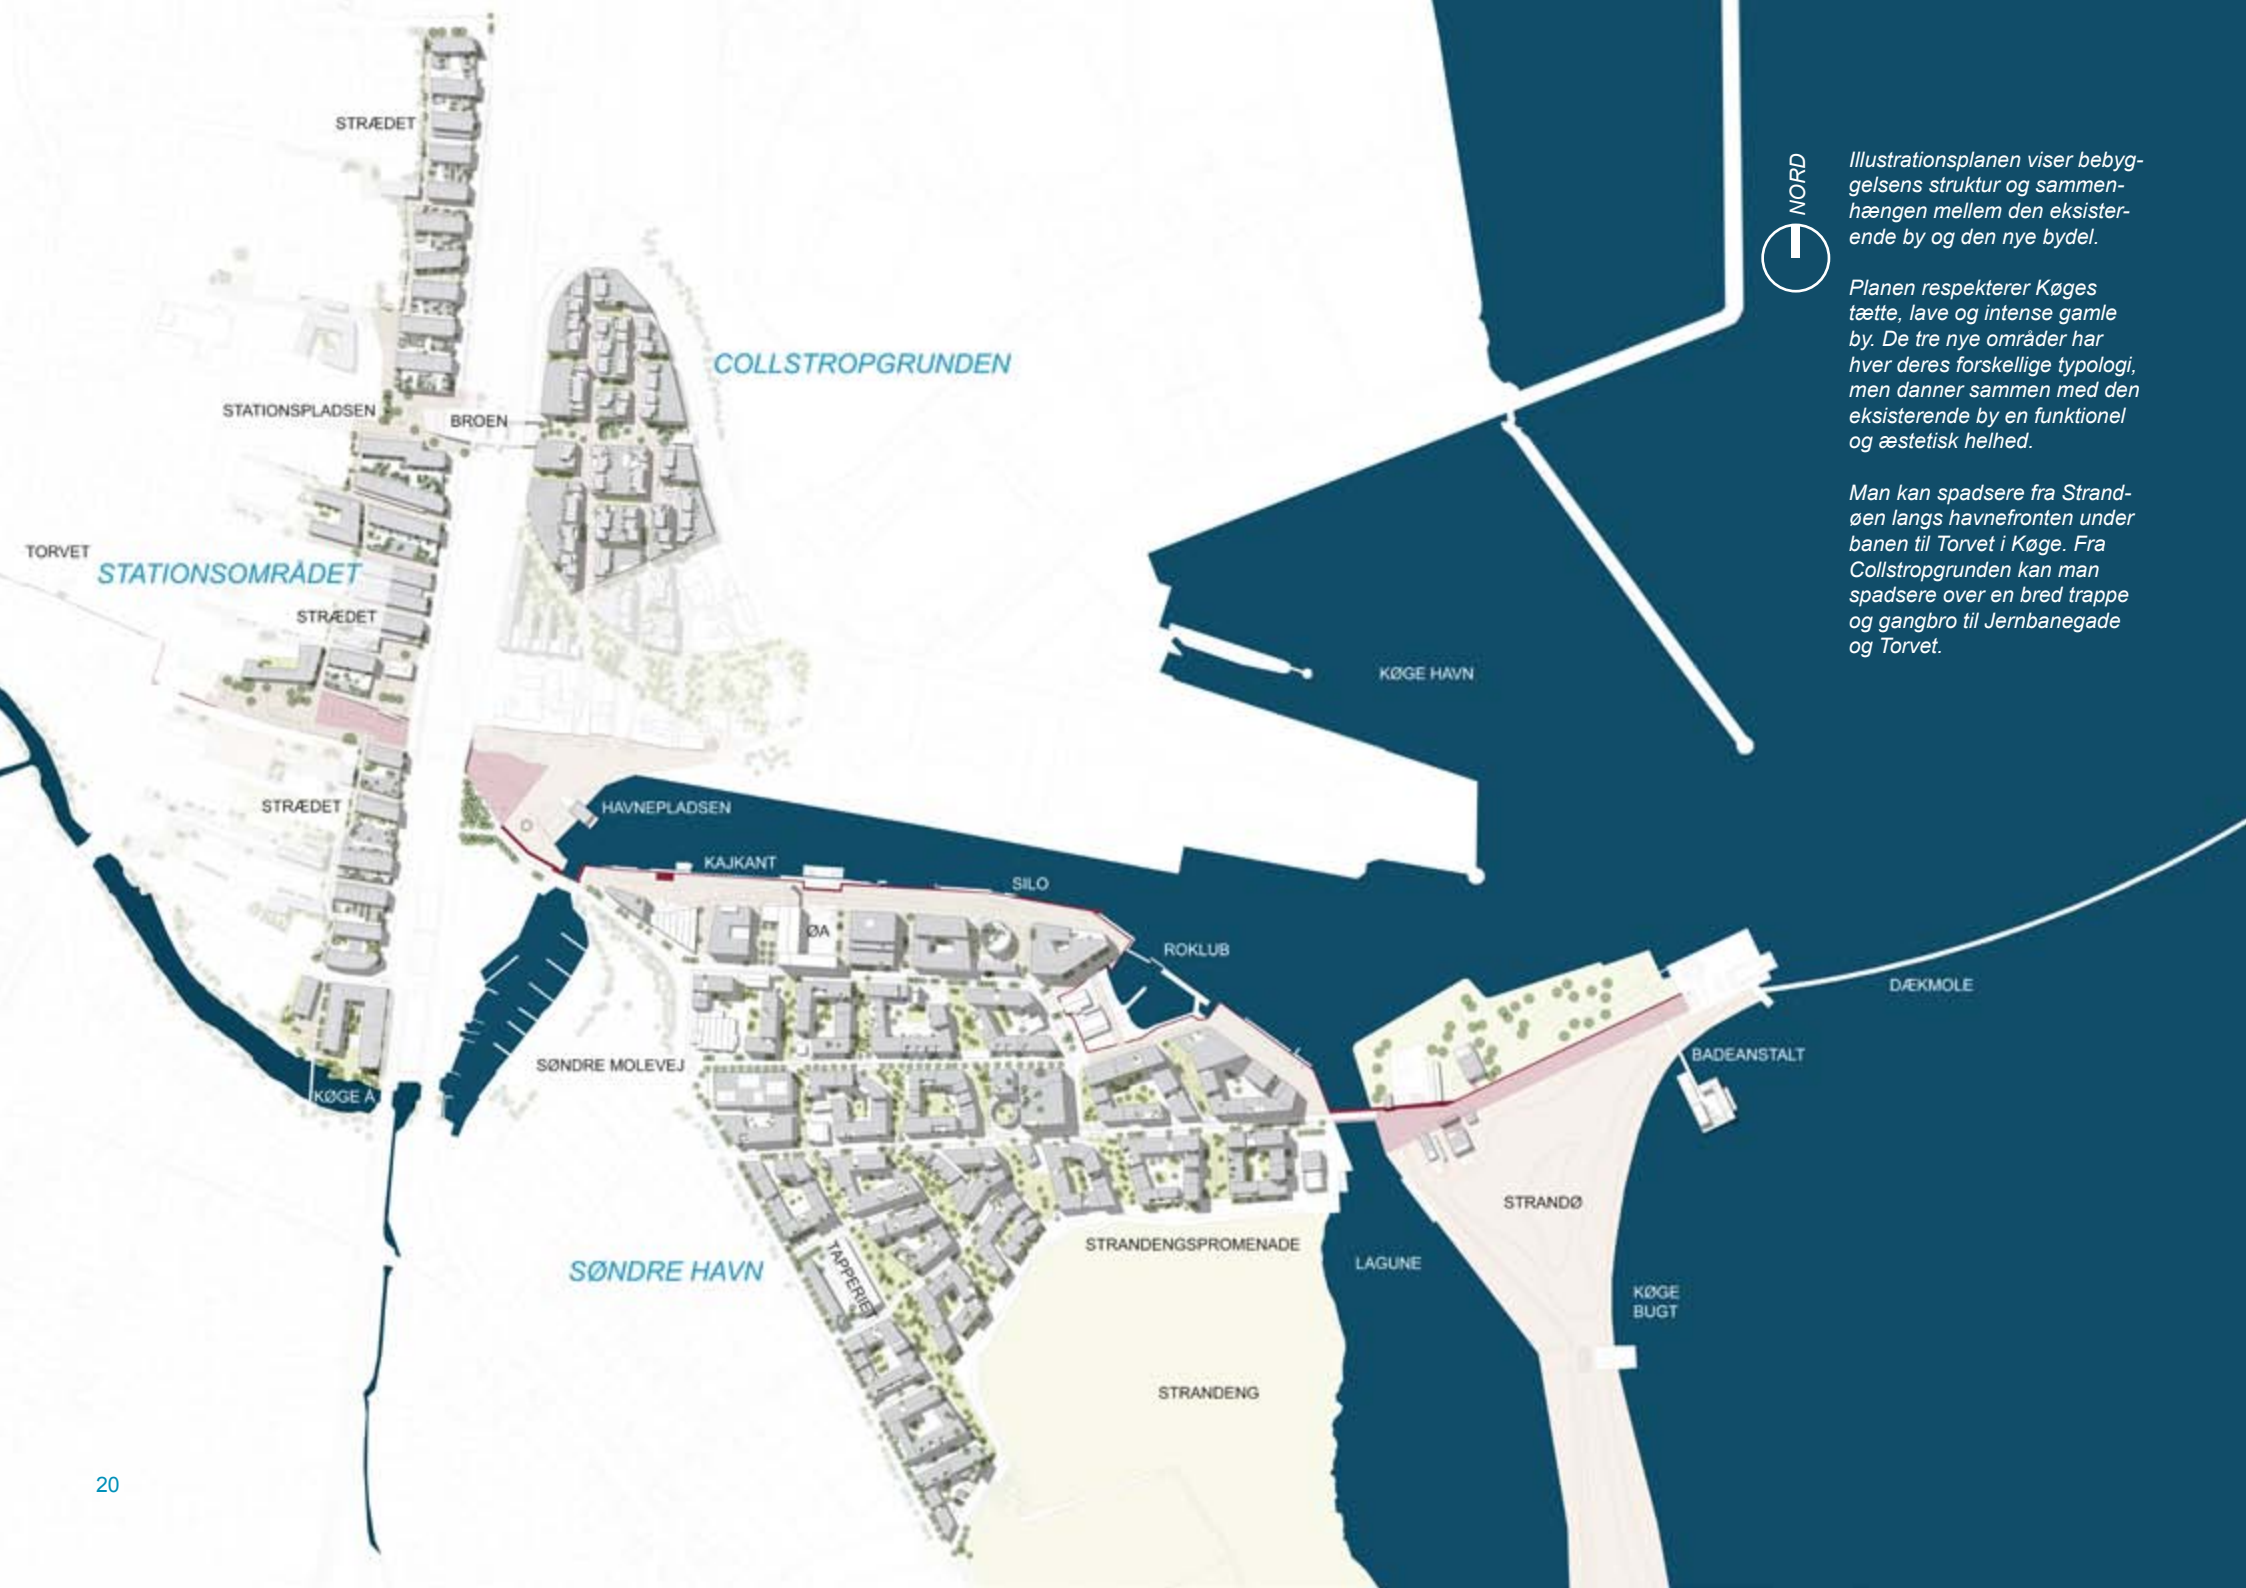 STRÆDET
NORD
Illustrationsplanen viser bebyg-
gelsens struktur og sammen-
hængen mellem den eksister-
ende by og den nye bydel.
Planen respekterer Køges
tætte, lave og intense gamle
by. De tre nye områder har
hver deres forskellige typologi,
men danner sammen med den
eksisterende by en funktionel
og æstetisk helhed.
Man kan spadsere fra Strand-
øen langs havnefronten under
banen til Torvet i Køge. Fra
Collstropgrunden kan man
spadsere over en bred trappe
og gangbro til Jernbanegade
og Torvet.
COLLSTROPGRUNDEN
STATIONSPLADSEN
BROEN
TORVET
STATIONSOMRÅDET
STRÆDET
KØGE HAVN
STRÆDET
HAVNEPLADSEN
KAJKANT
SILO
ØA
ROKLUB
DÆKMOLE
SØNDRE MOLEVEJ
BADEANSTALT
KØGE Å
STRANDØ
STRANDENGSPROMENADE
LAGUNE
SØNDRE HAVN
TAPPERIET
KØGE
BUGT
STRANDENG
20